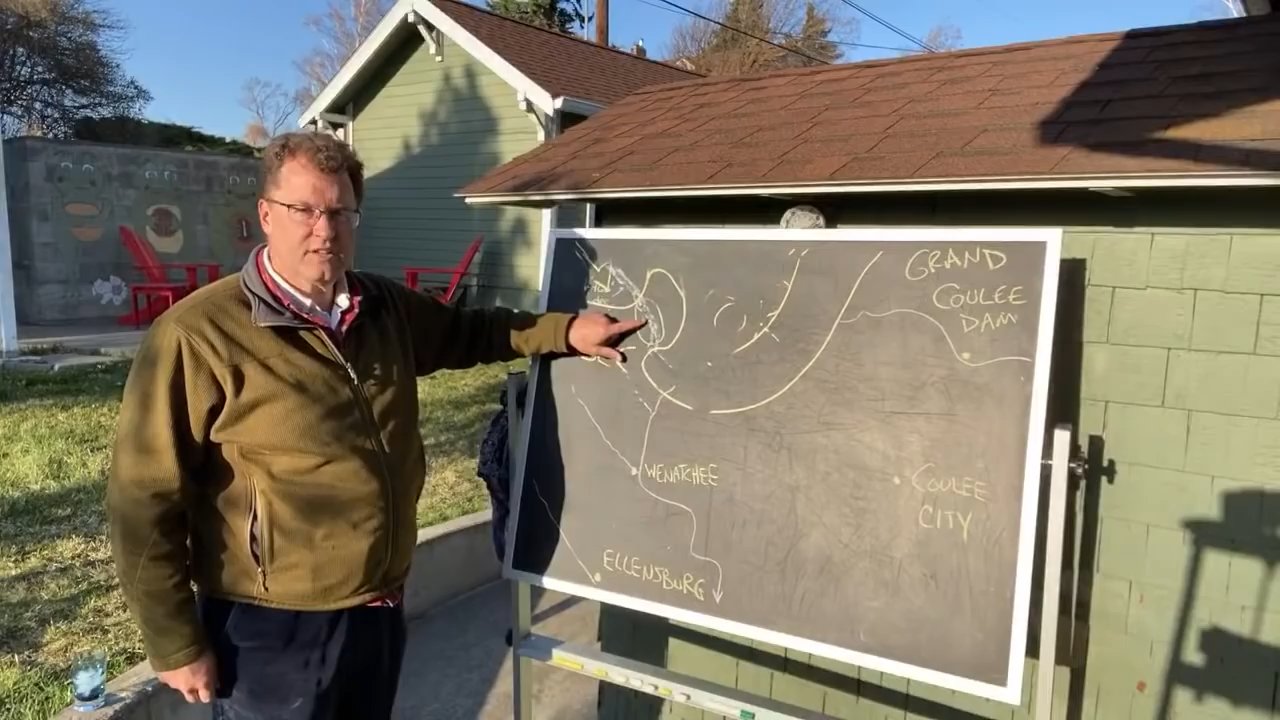 GRAND
COULEE
DAM
WENATCHEE
COULEE
CITY
ELLENSBURG